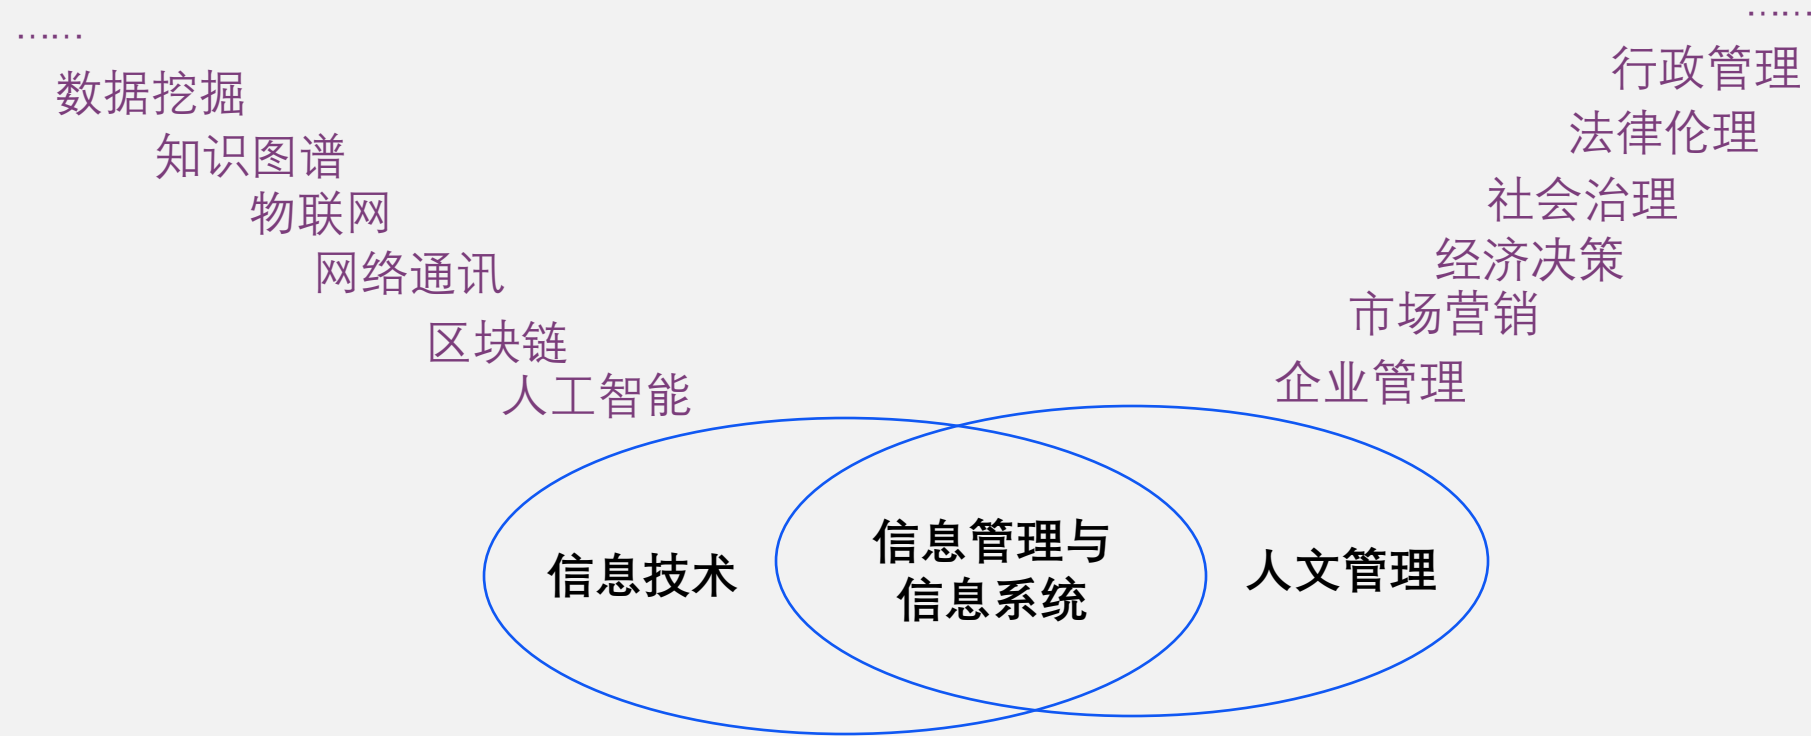 ……
数据挖掘
知识图谱
物联网
网络通讯
区块链
人工智能
……
行政管理
法律伦理
社会治理
经济决策
市场营销
企业管理
信息技术
信息管理与
信息系统
人文管理